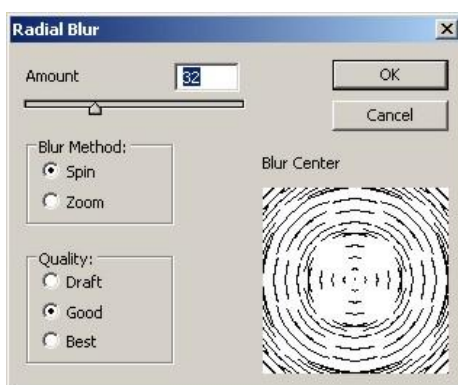 Radial Blur
Amount 32
OK
Cancel
Blur Method:
Spin
Zoom
Blur Center
Quality:
Draft
Good
Best